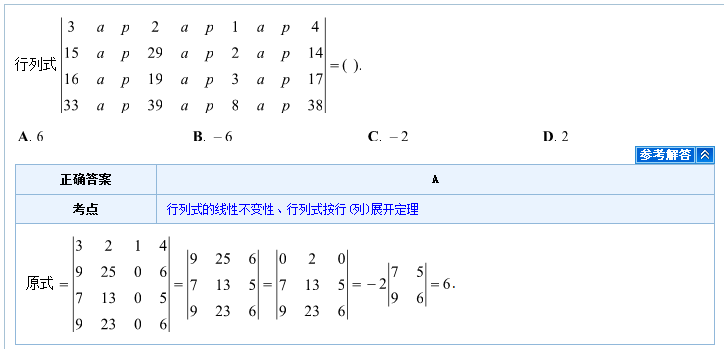 3 a p 2 a p 1 a p 4
15 a p 29 a p 2 a p 14
行列式 =( ).
16 a p 19 a p 3 a p 17
33 a p 39 a p 8 a p 38
A. 6 B. －6 C. －2 D. 2
参考解答
正确答案 A
考点 行列式的线性不变性、行列式按行(列)展开定理
原式 = |3 2 1 4; 9 25 0 6; 7 13 0 5; 9 23 0 6| = |9 25 6; 7 13 5; 9 23 6| = |0 2 0; 7 13 5; 9 23 6| = －2 |7 5; 9 6| = 6.